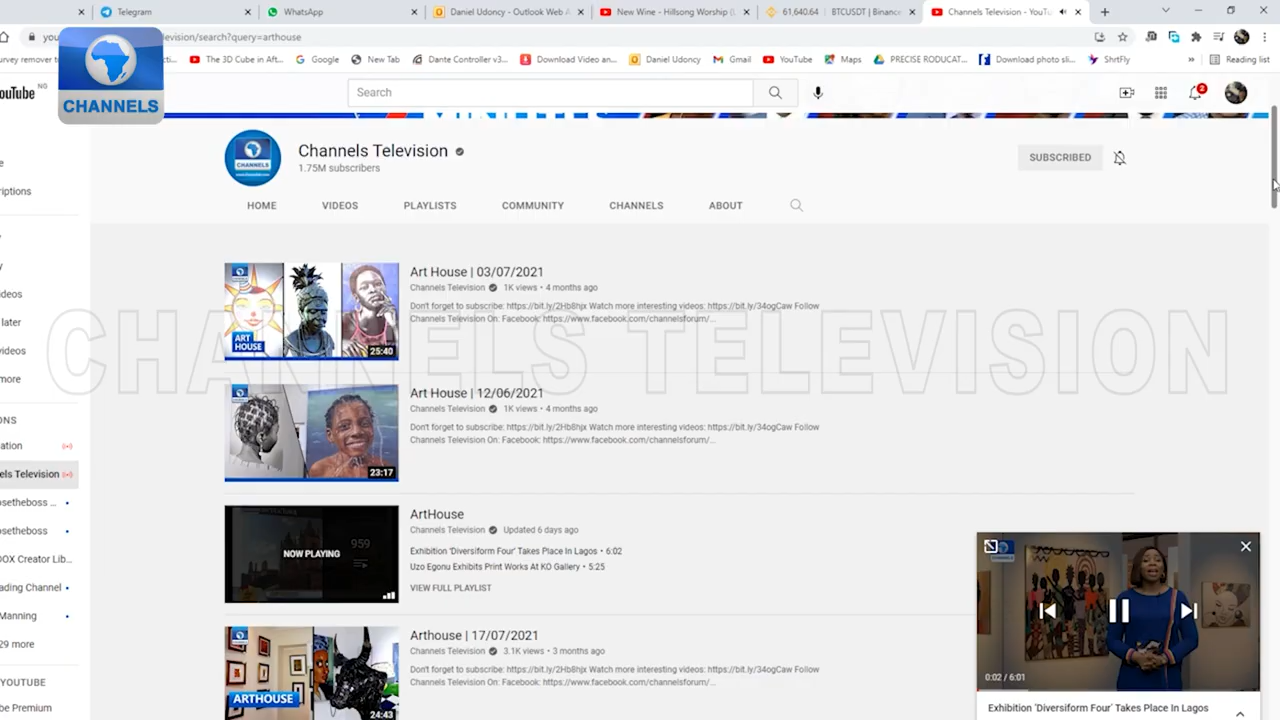 Telegram
WhatsApp
Daniel Udoncy - Outlook Web A
New Wine - Hillsong Worship (L
61,640.64 | BTCUSDT | Binanc
Channels Television - YouTu
vision/search?query=arthouse
urvey remover to
The 3D Cube in Aft...
Google
New Tab
Dante Controller v3...
Download Video an...
Daniel Udoncy
Gmail
YouTube
Maps
PRECISE RODUCAT...
Download photo sli...
ShrtFly
Reading list
CHANNELS
ouTube NG
Search
2
Channels Television
1.75M subscribers
SUBSCRIBED
HOME
VIDEOS
PLAYLISTS
COMMUNITY
CHANNELS
ABOUT
riptions
ideos
later
videos
more
ONS
ation
els Television
osetheboss ...
osetheboss
DOX Creator Lib...
ading Channel
Manning
29 more
YOUTUBE
be Premium
CHANNELS TELEVISION
ART HOUSE
25:40
Art House | 03/07/2021
Channels Television 1K views • 4 months ago
Don't forget to subscribe: https://bit.ly/2Hb8hjx Watch more interesting videos: https://bit.ly/34ogCaw Follow
Channels Television On: Facebook: https://www.facebook.com/channelsforum/...
23:17
Art House | 12/06/2021
Channels Television 1K views • 4 months ago
Don't forget to subscribe: https://bit.ly/2Hb8hjx Watch more interesting videos: https://bit.ly/34ogCaw Follow
Channels Television On: Facebook: https://www.facebook.com/channelsforum/...
959
NOW PLAYING
ArtHouse
Channels Television Updated 6 days ago
Exhibition 'Diversiform Four' Takes Place In Lagos • 6:02
Uzo Egonu Exhibits Print Works At KÓ Gallery • 5:25
VIEW FULL PLAYLIST
ARTHOUSE
24:43
Arthouse | 17/07/2021
Channels Television 3.1K views • 3 months ago
Don't forget to subscribe: https://bit.ly/2Hb8hjx Watch more interesting videos: https://bit.ly/34ogCaw Follow
Channels Television On: Facebook: https://www.facebook.com/channelsforum/...
0:02 / 6:01
Exhibition 'Diversiform Four' Takes Place In Lagos